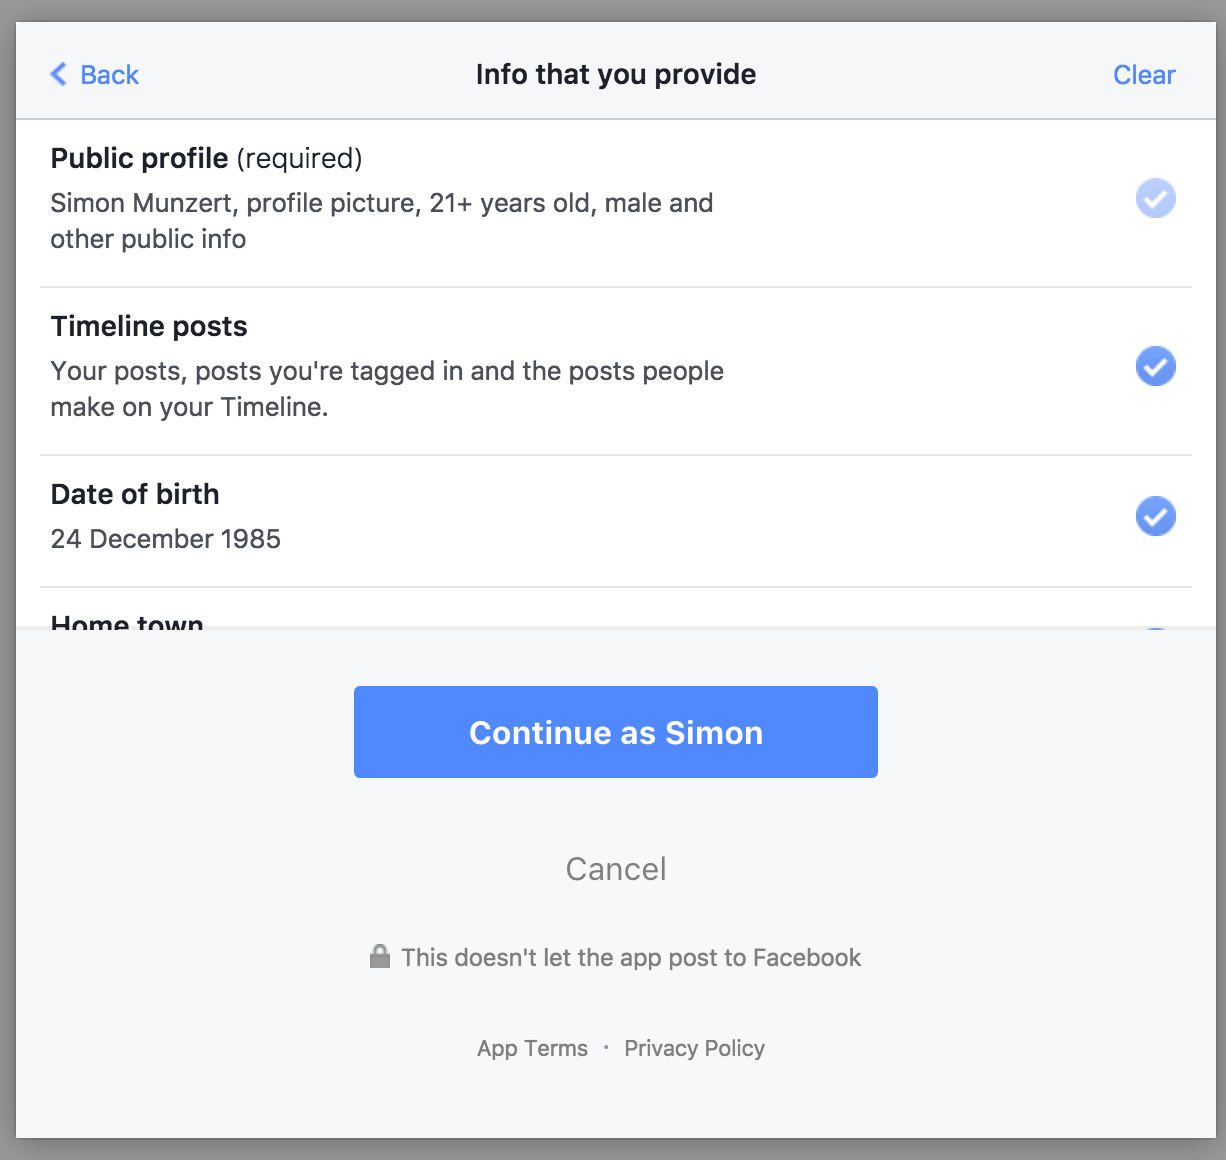 Back
Info that you provide
Clear
Public profile (required)
Simon Munzert, profile picture, 21+ years old, male and
other public info
Timeline posts
Your posts, posts you're tagged in and the posts people
make on your Timeline.
Date of birth
24 December 1985
Home town
Continue as Simon
Cancel
This doesn't let the app post to Facebook
App Terms · Privacy Policy